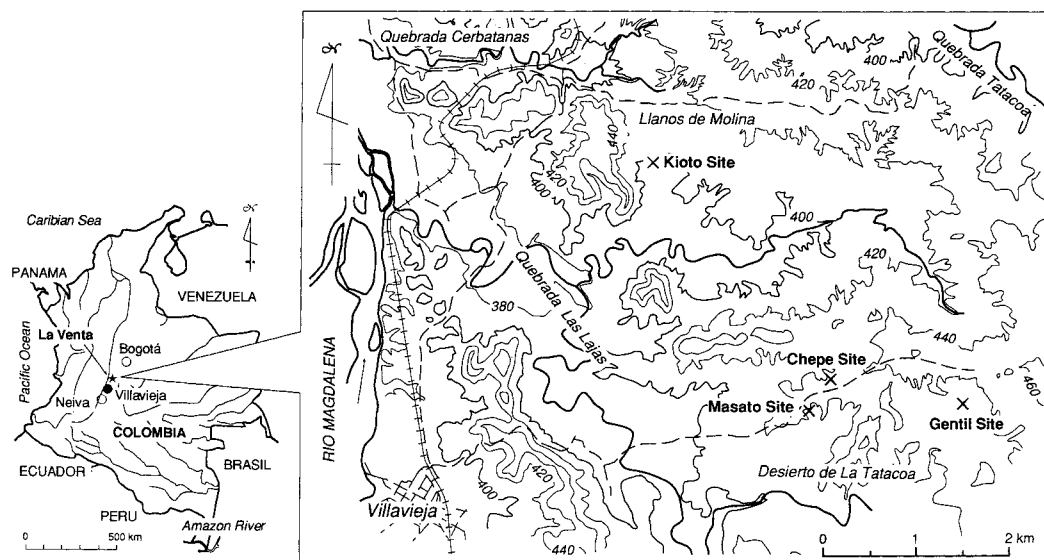 Caribian Sea
PANAMA
VENEZUELA
La Venta
Bogotá
Pacific Ocean
Villavieja
Neiva
COLOMBIA
BRASIL
ECUADOR
PERU
Amazon River
0 500 km
Quebrada Cerbatanas
400
420
Quebrada Tatacoa
Llanos de Molina
440
420
400
Kioto Site
400
420
Quebrada Las Lajas
380
440
Chepe Site
460
Masato Site
Gentil Site
RIO MAGDALENA
Desierto de La Tatacoa
420
400
Villavieja
440
0 1 2 km